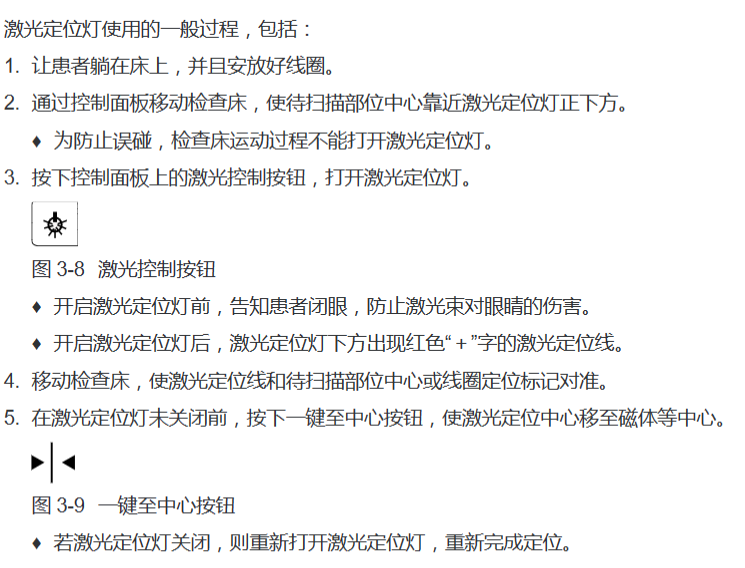 激光定位灯使用的一般过程，包括：
1. 让患者躺在床上，并且安放好线圈。
2. 通过控制面板移动检查床，使待扫描部位中心靠近激光定位灯正下方。
♦ 为防止误碰，检查床运动过程不能打开激光定位灯。
3. 按下控制面板上的激光控制按钮，打开激光定位灯。
图 3-8 激光控制按钮
♦ 开启激光定位灯前，告知患者闭眼，防止激光束对眼睛的伤害。
♦ 开启激光定位灯后，激光定位灯下方出现红色“＋”字的激光定位线。
4. 移动检查床，使激光定位线和待扫描部位中心或线圈定位标记对准。
5. 在激光定位灯未关闭前，按下一键至中心按钮，使激光定位中心移至磁体等中心。
图 3-9 一键至中心按钮
♦ 若激光定位灯关闭，则重新打开激光定位灯，重新完成定位。